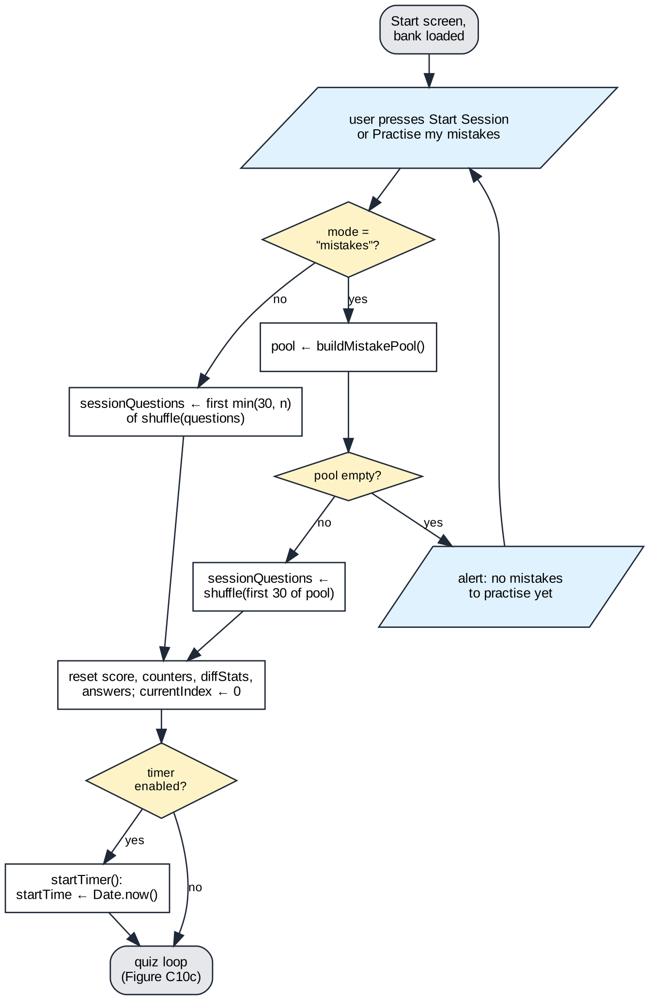 Start screen,
bank loaded
user presses Start Session
or Practise my mistakes
mode =
"mistakes"?
no
yes
pool ← buildMistakePool()
sessionQuestions ← first min(30, n)
of shuffle(questions)
pool empty?
no
yes
sessionQuestions ←
shuffle(first 30 of pool)
alert: no mistakes
to practise yet
reset score, counters, diffStats,
answers; currentIndex ← 0
timer
enabled?
yes
no
startTimer():
startTime ← Date.now()
quiz loop
(Figure C10c)